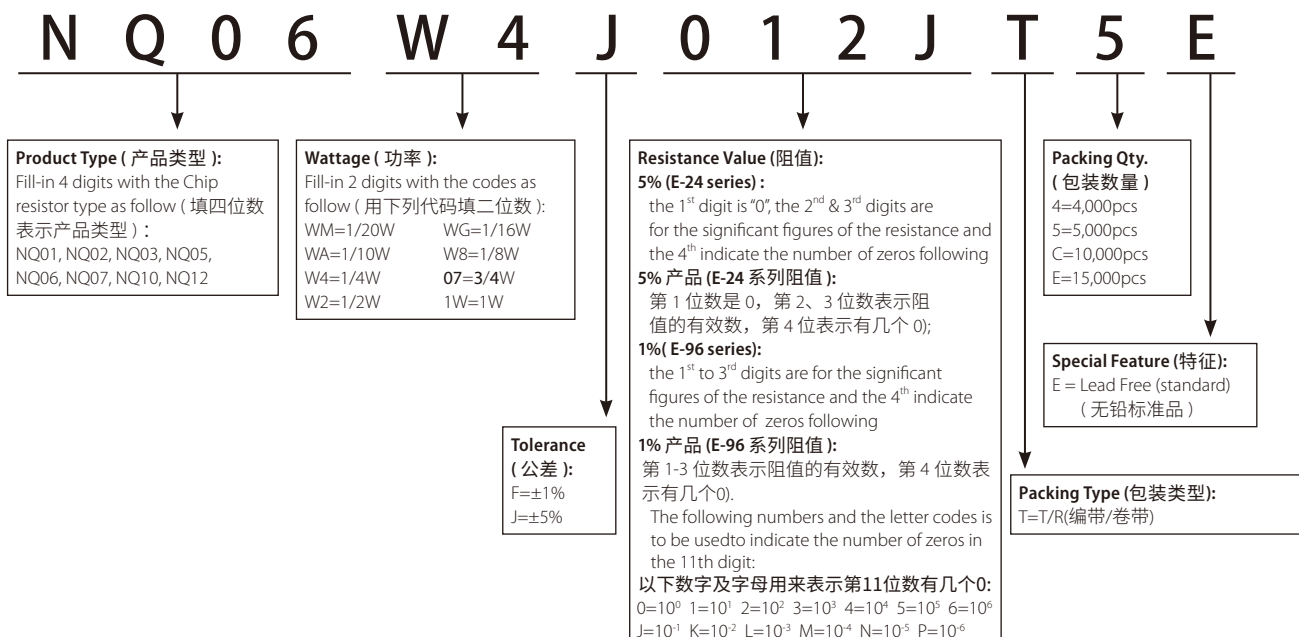 N Q 0 6 W 4 J 0 1 2 J T 5 E
Product Type ( 产品类型 ):
Fill-in 4 digits with the Chip
resistor type as follow ( 填四位数
表示产品类型 ) :
NQ01, NQ02, NQ03, NQ05,
NQ06, NQ07, NQ10, NQ12
Wattage ( 功率 ):
Fill-in 2 digits with the codes as
follow ( 用下列代码填二位数 ):
WM=1/20W WG=1/16W
WA=1/10W W8=1/8W
W4=1/4W 07=3/4W
W2=1/2W 1W=1W
Tolerance
( 公差 ):
F=±1%
J=±5%
Resistance Value (阻值):
5% (E-24 series) :
the 1st digit is “0”, the 2nd & 3rd digits are
for the significant figures of the resistance and
the 4th indicate the number of zeros following
5% 产品 (E-24 系列阻值 ):
第 1 位数是 0，第 2、3 位数表示阻
值的有效数，第 4 位表示有几个 0);
1%( E-96 series):
the 1st to 3rd digits are for the significant
figures of the resistance and the 4th indicate
the number of zeros following
1% 产品 (E-96 系列阻值 ):
第 1-3 位数表示阻值的有效数，第 4 位数表
示有几个0).
The following numbers and the letter codes is
to be usedto indicate the number of zeros in
the 11th digit:
以下数字及字母用来表示第11位数有几个0:
0=10⁰ 1=10¹ 2=10² 3=10³ 4=10⁴ 5=10⁵ 6=10⁶
J=10⁻¹ K=10⁻² L=10⁻³ M=10⁻⁴ N=10⁻⁵ P=10⁻⁶
Packing Qty.
( 包装数量 )
4=4,000pcs
5=5,000pcs
C=10,000pcs
E=15,000pcs
Special Feature (特征):
E = Lead Free (standard)
( 无铅标准品 )
Packing Type (包装类型):
T=T/R(编带/卷带)